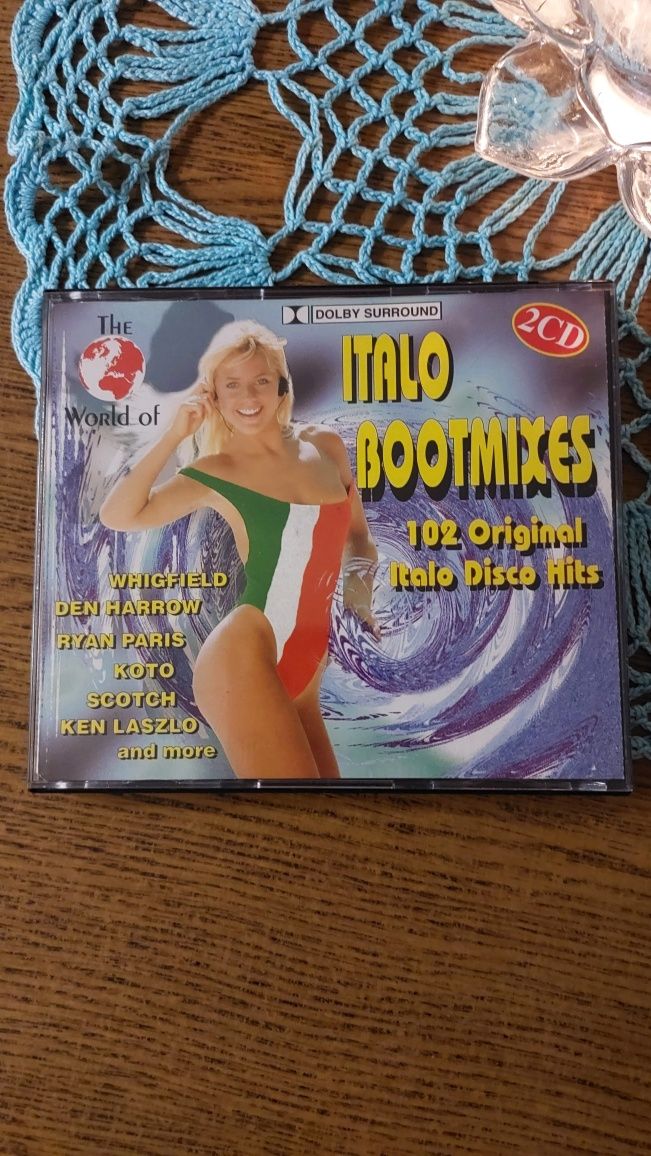 The
World of
DOLBY SURROUND
2CD
ITALO
BOOTMIXES
102 Original
Italo Disco Hits
WHIGFIELD
DEN HARROW
RYAN PARIS
KOTO
SCOTCH
KEN LASZLO
and more